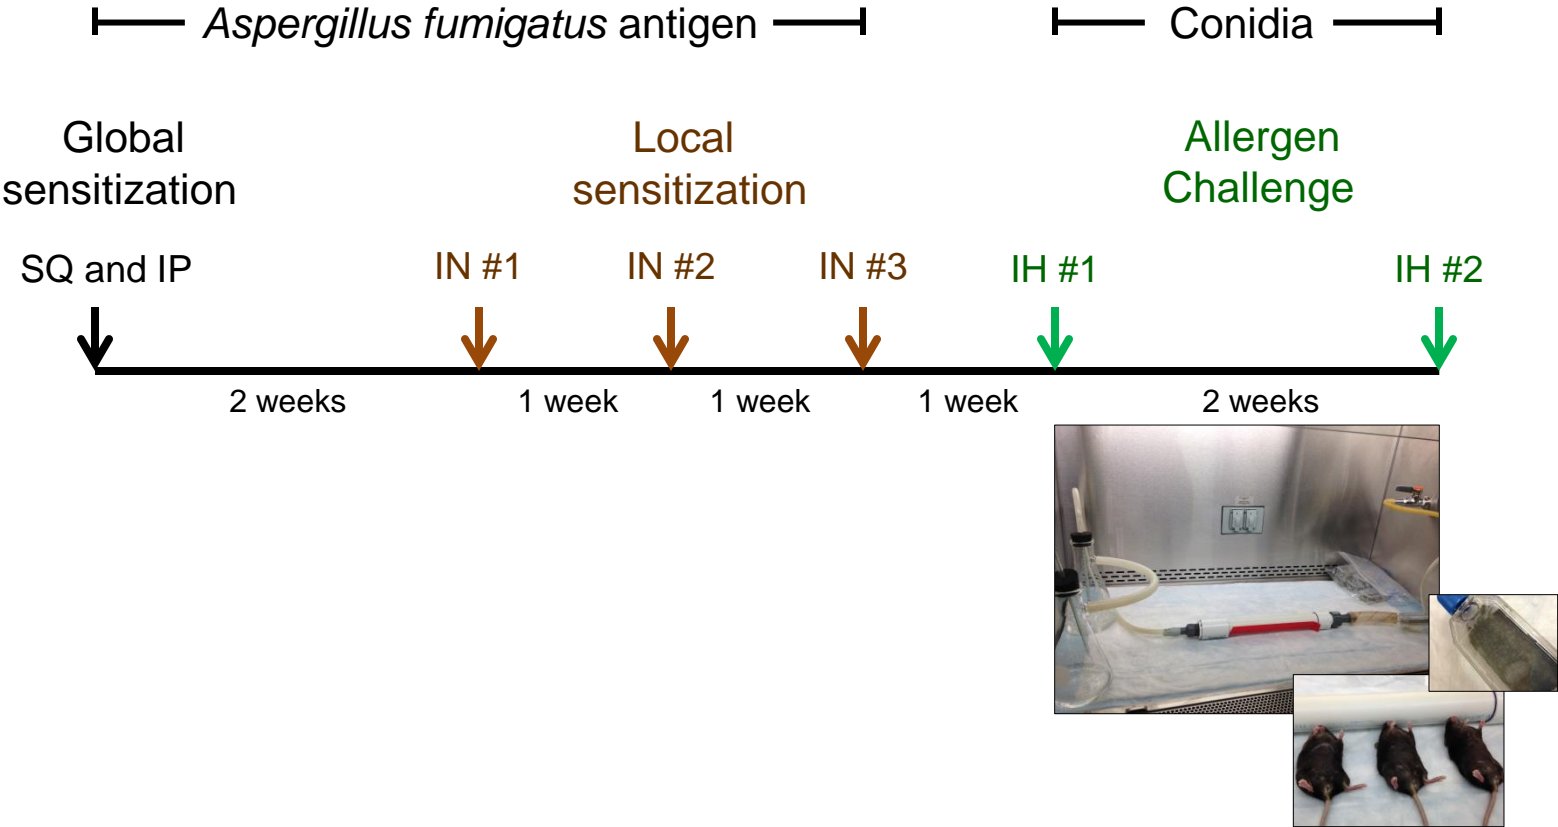 Aspergillus fumigatus antigen
Conidia
Global
sensitization
Local
sensitization
Allergen
Challenge
SQ and IP
IN #1
IN #2
IN #3
IH #1
IH #2
2 weeks
1 week
1 week
1 week
2 weeks